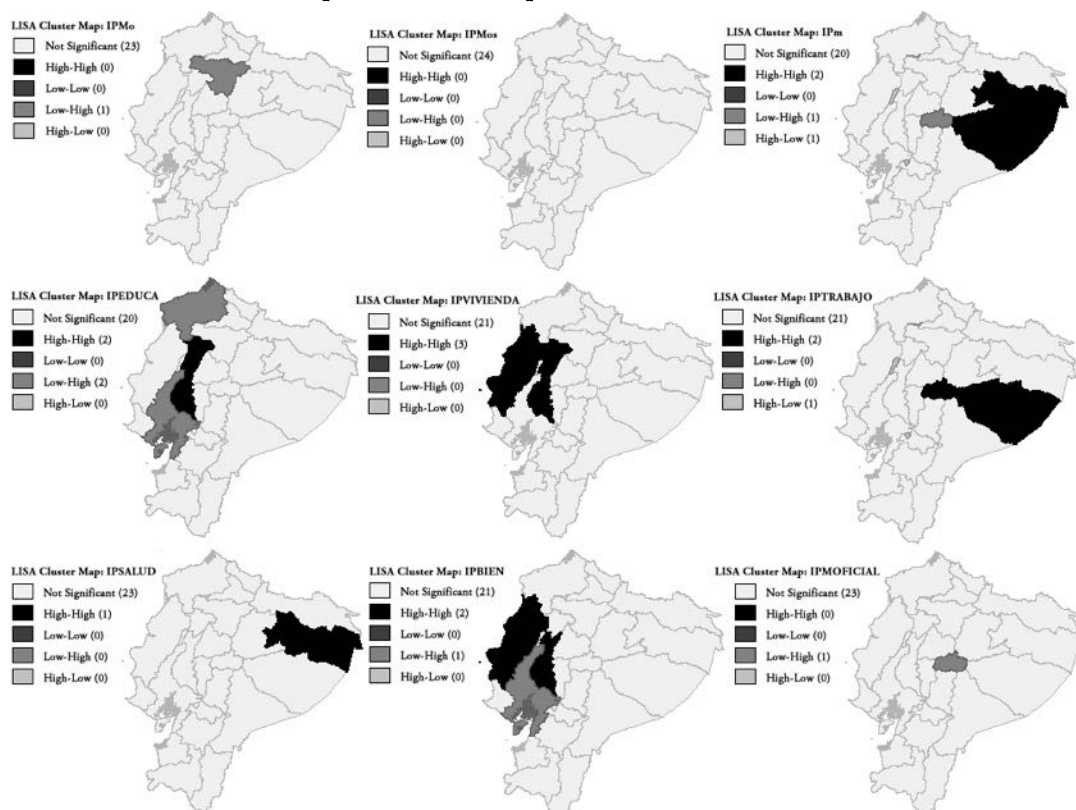 LISA Cluster Map: IPMo
Not Significant (23)
High-High (0)
Low-Low (0)
Low-High (1)
High-Low (0)
LISA Cluster Map: IPMos
Not Significant (24)
High-High (0)
Low-Low (0)
Low-High (0)
High-Low (0)
LISA Cluster Map: IPm
Not Significant (20)
High-High (2)
Low-Low (0)
Low-High (1)
High-Low (1)
LISA Cluster Map: IPEDUCA
Not Significant (20)
High-High (2)
Low-Low (0)
Low-High (2)
High-Low (0)
LISA Cluster Map: IPVIVIENDA
Not Significant (21)
High-High (3)
Low-Low (0)
Low-High (0)
High-Low (0)
LISA Cluster Map: IPTRABAJO
Not Significant (21)
High-High (2)
Low-Low (0)
Low-High (0)
High-Low (1)
LISA Cluster Map: IPSALUD
Not Significant (23)
High-High (1)
Low-Low (0)
Low-High (0)
High-Low (0)
LISA Cluster Map: IPBIEN
Not Significant (21)
High-High (2)
Low-Low (0)
Low-High (1)
High-Low (0)
LISA Cluster Map: IPMOFICIAL
Not Significant (23)
High-High (0)
Low-Low (0)
Low-High (1)
High-Low (0)